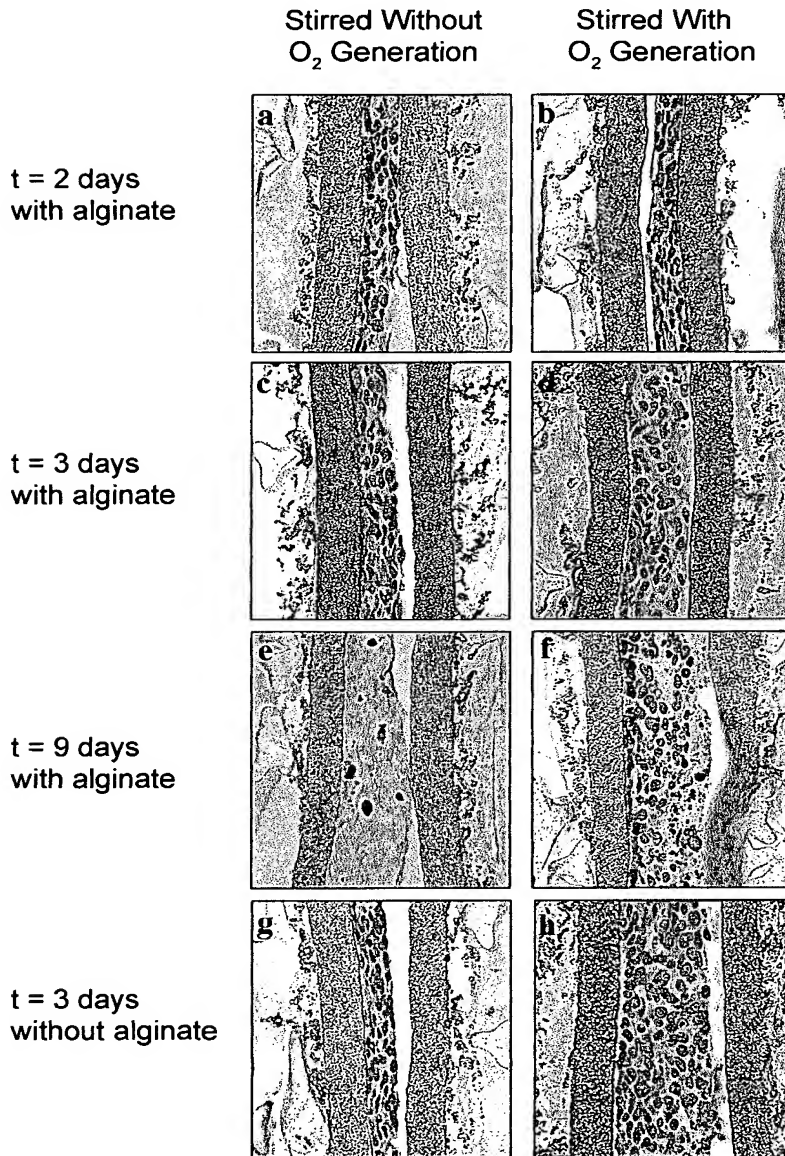 Stirred Without
O₂ Generation
Stirred With
O₂ Generation
t = 2 days
with alginate
a
b
t = 3 days
with alginate
c
d
t = 9 days
with alginate
e
f
t = 3 days
without alginate
g
h